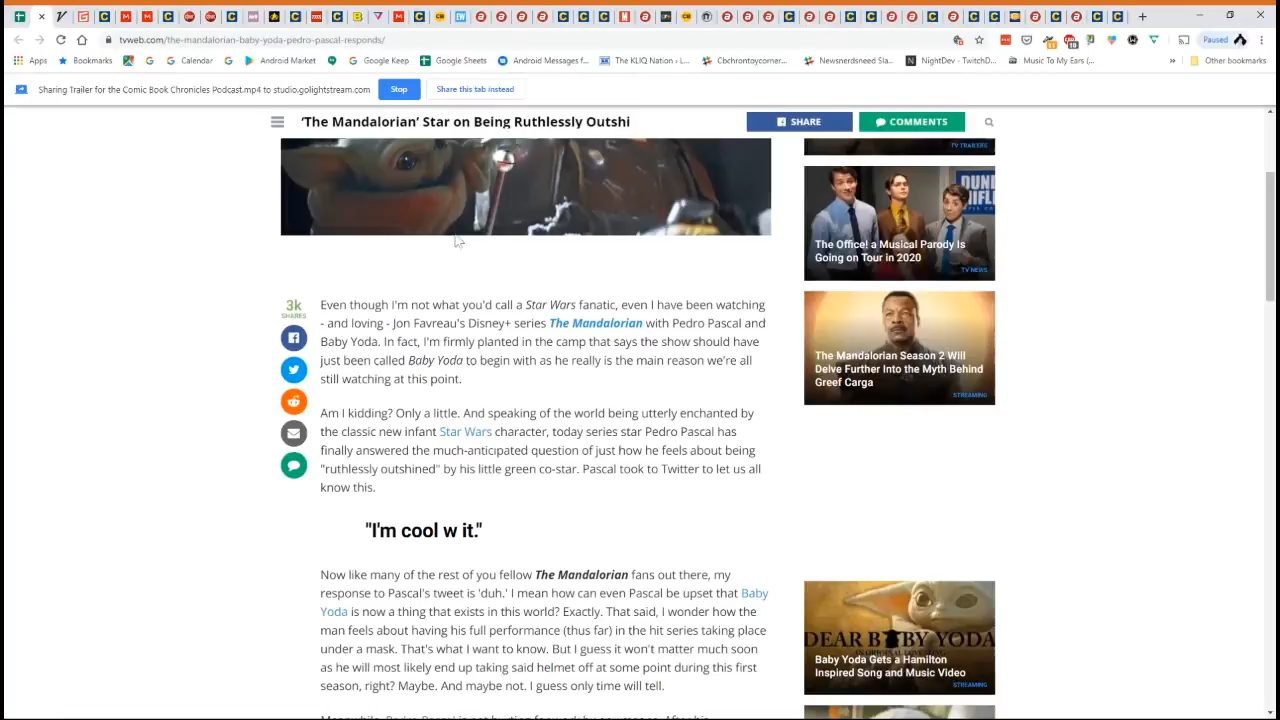 tvweb.com/the-mandalorian-baby-yoda-pedro-pascal-responds/
Paused
Apps
Bookmarks
Calendar
Android Market
Google Keep
Google Sheets
Android Messages f...
The KLIQ Nation › L...
Cbchrontoycorner...
Newsnerdsneed Sla...
NightDev — TwitchD...
Music To My Ears (...
»
Other bookmarks
Sharing Trailer for the Comic Book Chronicles Podcast.mp4 to studio.golightstream.com
Stop
Share this tab instead
‘The Mandalorian’ Star on Being Ruthlessly Outshi
SHARE
COMMENTS
TV TRAILERS
The Office! a Musical Parody Is
Going on Tour in 2020
TV NEWS
The Mandalorian Season 2 Will
Delve Further Into the Myth Behind
Greef Carga
STREAMING
3k
SHARES
Even though I'm not what you'd call a Star Wars fanatic, even I have been watching
- and loving - Jon Favreau's Disney+ series The Mandalorian with Pedro Pascal and
Baby Yoda. In fact, I'm firmly planted in the camp that says the show should have
just been called Baby Yoda to begin with as he really is the main reason we're all
still watching at this point.
Am I kidding? Only a little. And speaking of the world being utterly enchanted by
the classic new infant Star Wars character, today series star Pedro Pascal has
finally answered the much-anticipated question of just how he feels about being
"ruthlessly outshined" by his little green co-star. Pascal took to Twitter to let us all
know this.
"I'm cool w it."
Now like many of the rest of you fellow The Mandalorian fans out there, my
response to Pascal's tweet is 'duh.' I mean how can even Pascal be upset that Baby
Yoda is now a thing that exists in this world? Exactly. That said, I wonder how the
man feels about having his full performance (thus far) in the hit series taking place
under a mask. That's what I want to know. But I guess it won't matter much soon
as he will most likely end up taking said helmet off at some point during this first
season, right? Maybe. And maybe not. I guess only time will tell.
DEAR BABY YODA
Baby Yoda Gets a Hamilton
Inspired Song and Music Video
STREAMING